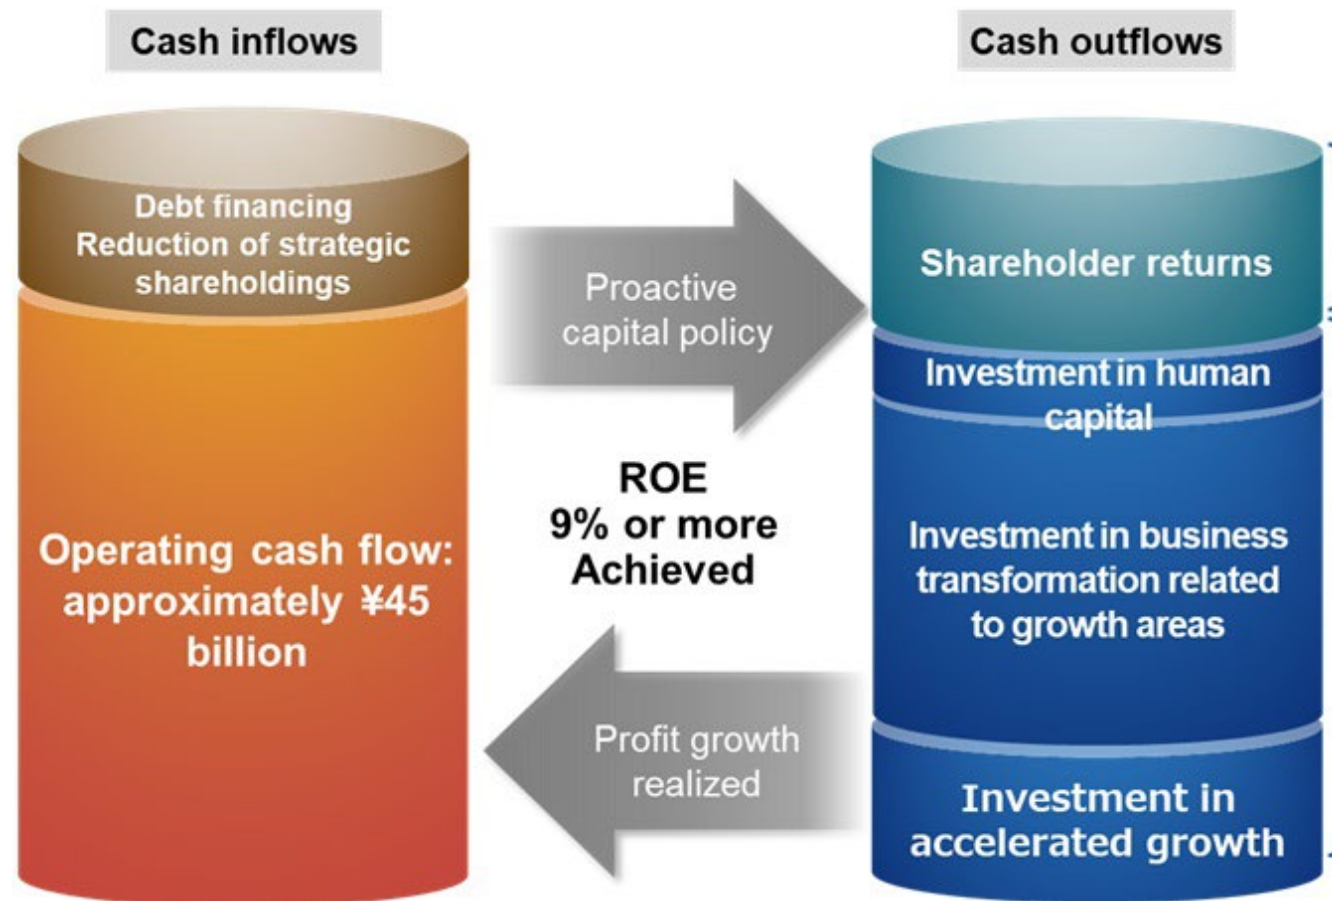 Cash inflows
Debt financing
Reduction of strategic
shareholdings
Operating cash flow:
approximately ¥45
billion
Proactive
capital policy
ROE
9% or more
Achieved
Profit growth
realized
Cash outflows
Shareholder returns
Investment in human
capital
Investment in business
transformation related
to growth areas
Investment in
accelerated growth